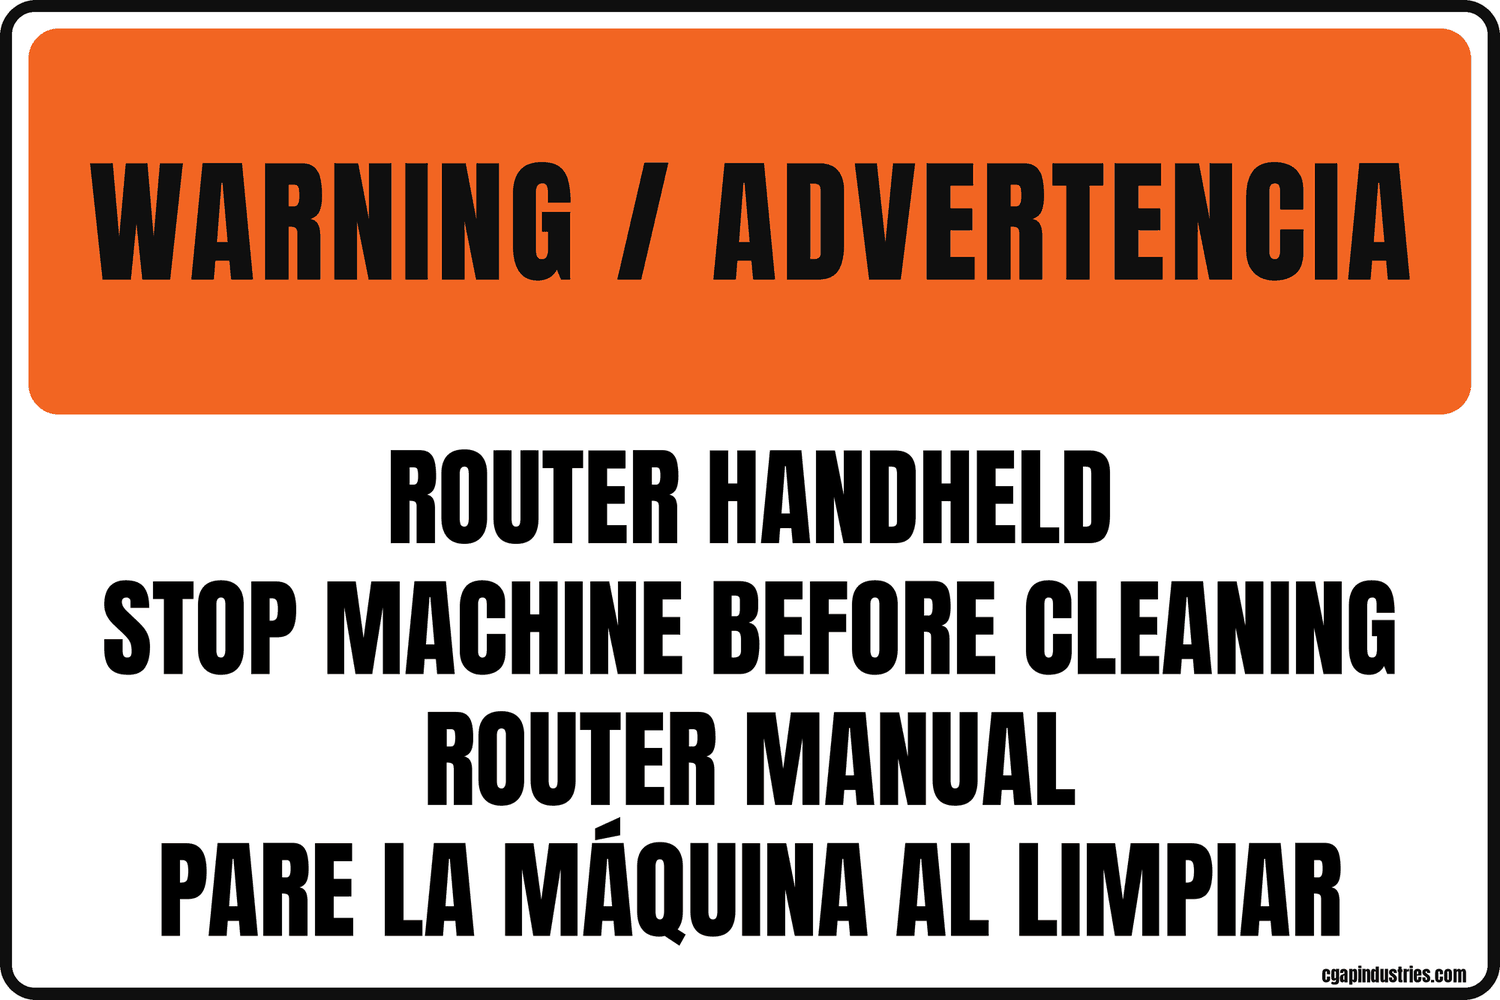 WARNING / ADVERTENCIA
ROUTER HANDHELD
STOP MACHINE BEFORE CLEANING
ROUTER MANUAL
PARE LA MÁQUINA AL LIMPIAR
cgapindustries.com